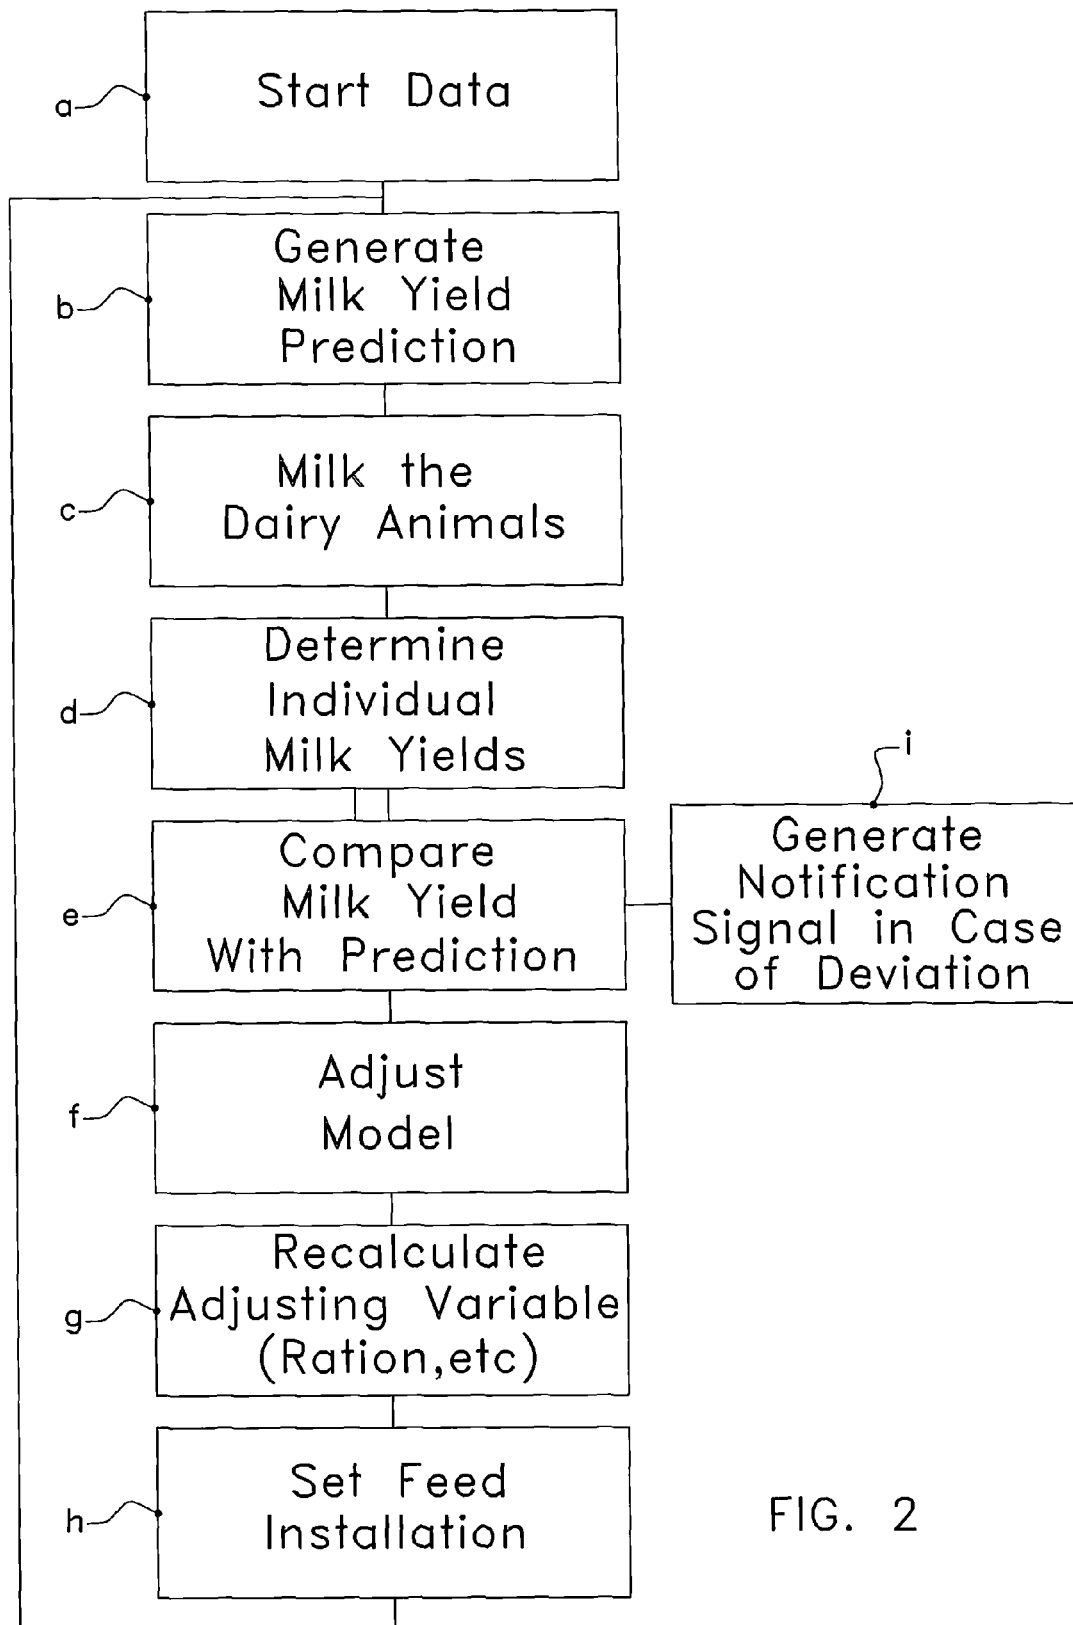 a
Start Data
b
Generate
Milk Yield
Prediction
c
Milk the
Dairy Animals
d
Determine
Individual
Milk Yields
e
Compare
Milk Yield
With Prediction
i
Generate
Notification
Signal in Case
of Deviation
f
Adjust
Model
g
Recalculate
Adjusting Variable
(Ration,etc)
h
Set Feed
Installation
FIG. 2